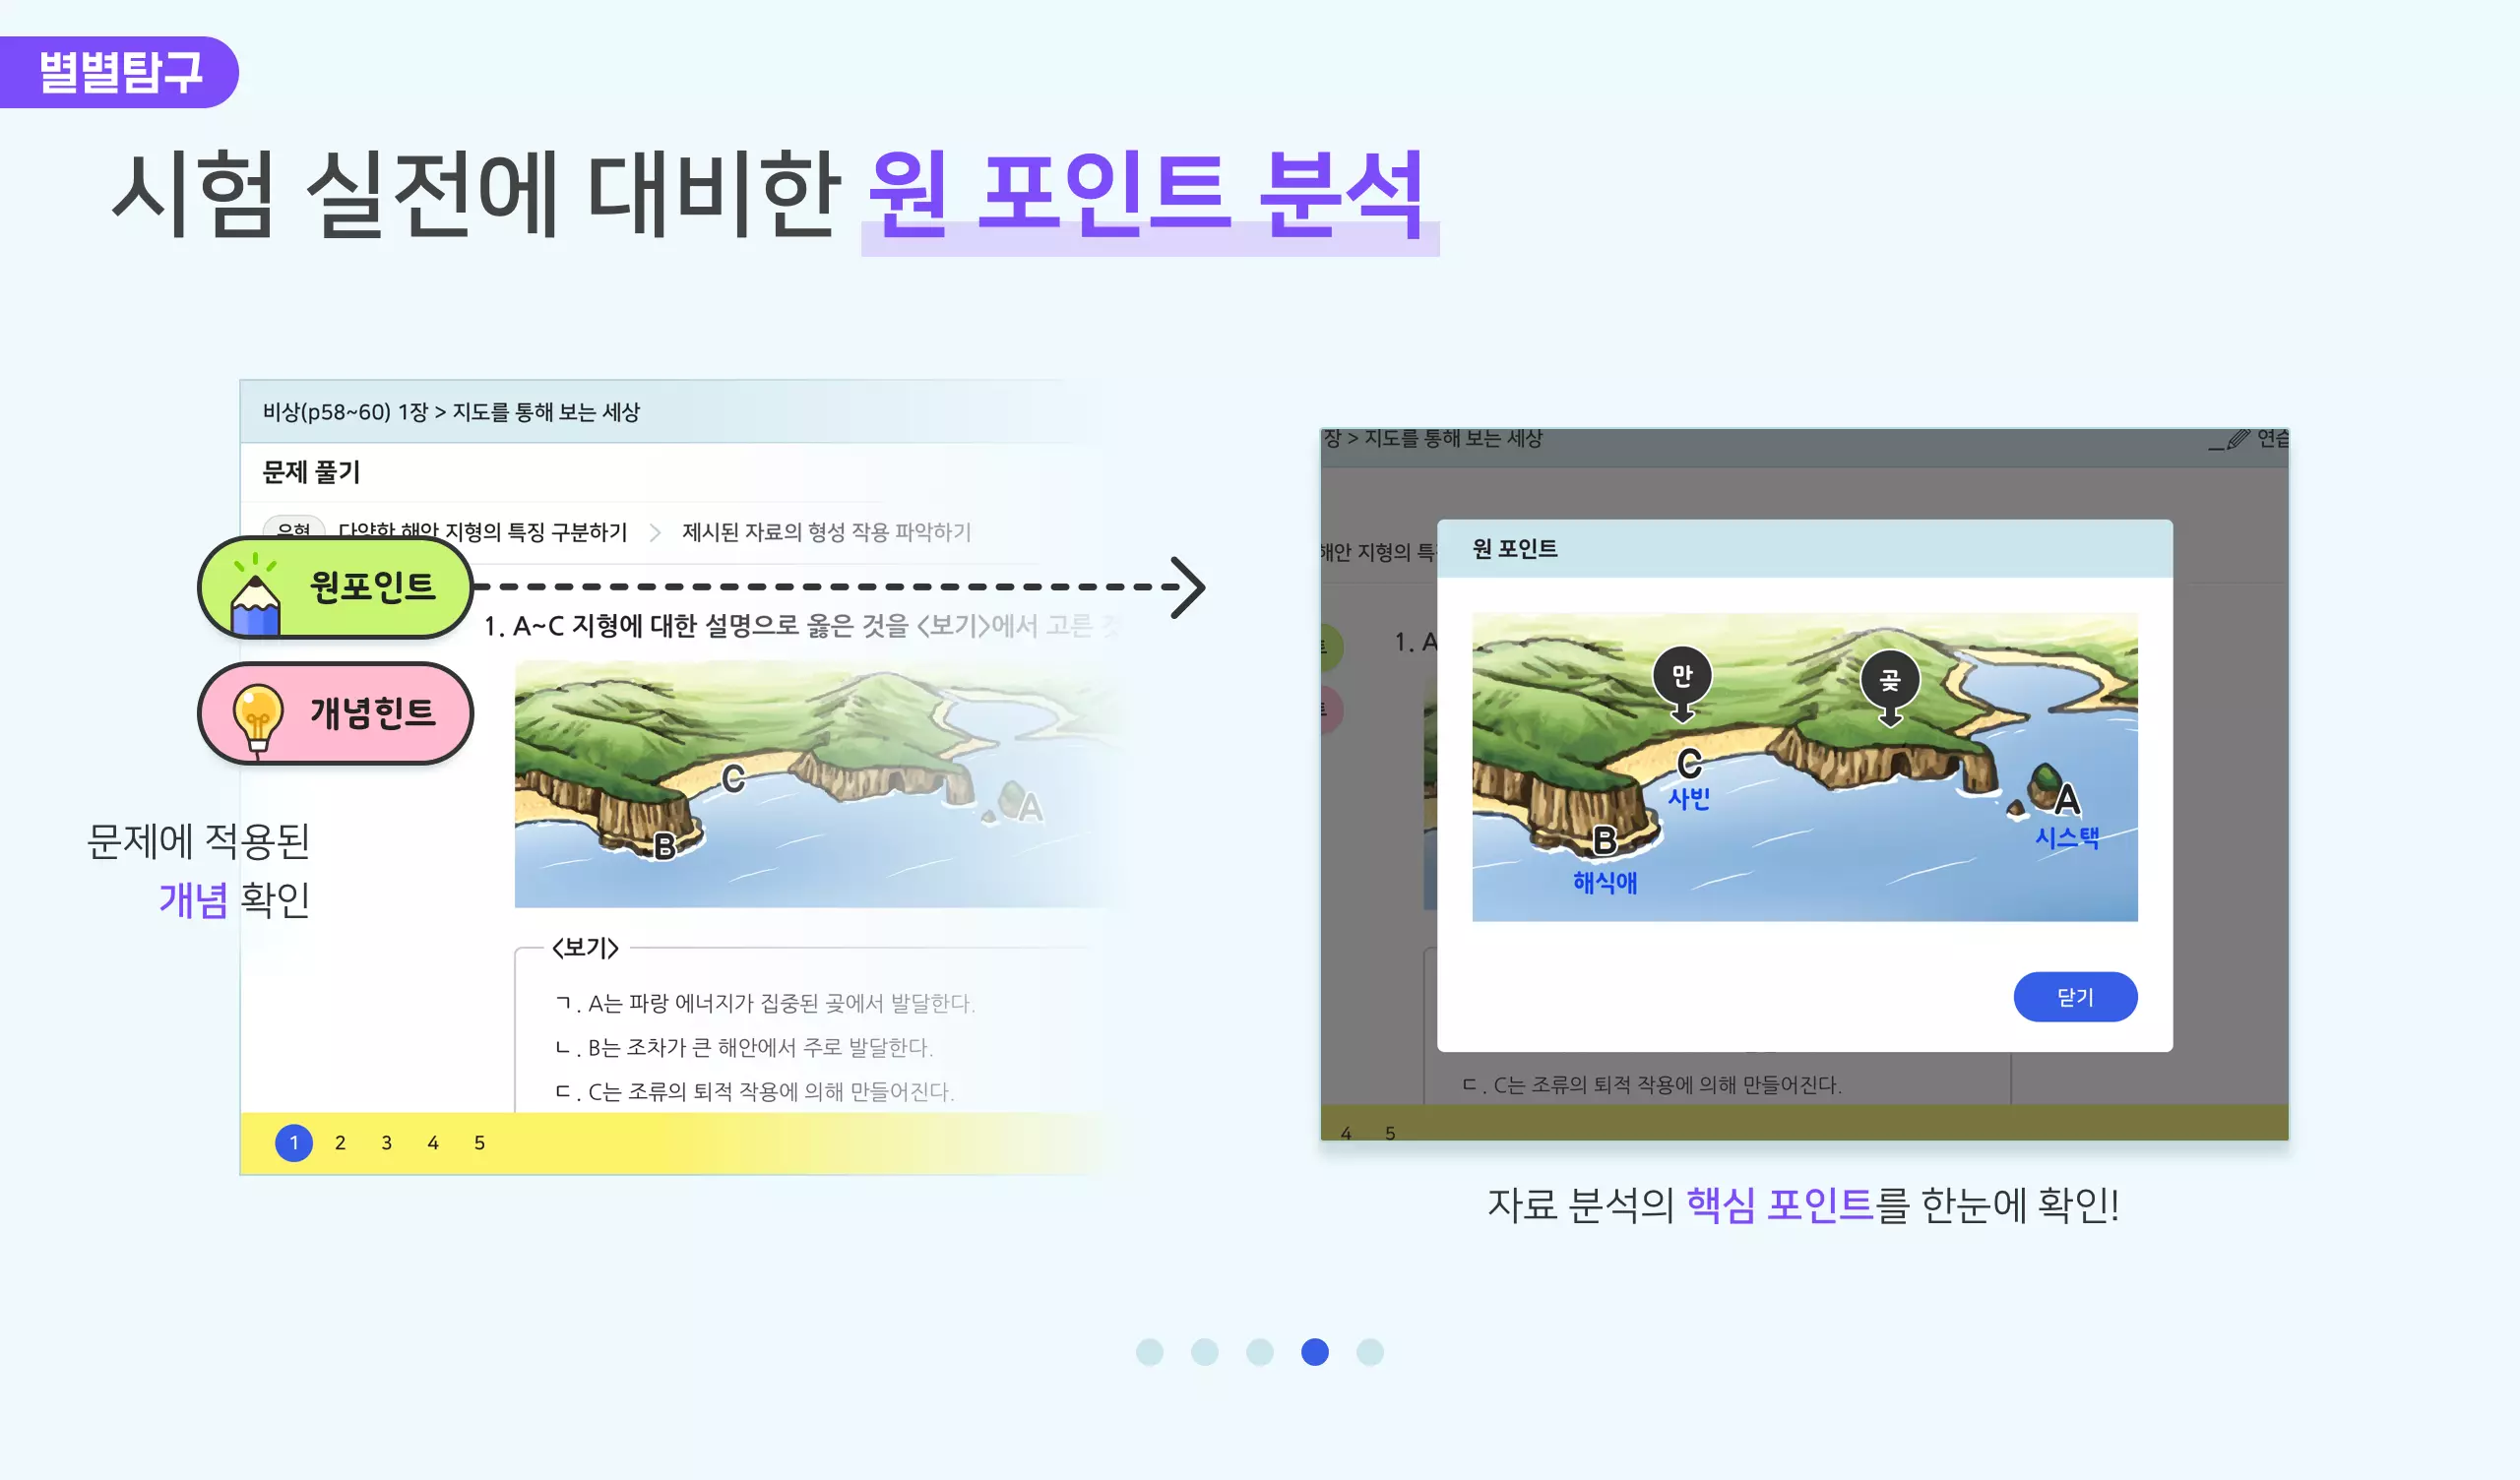 별별탐구
시험 실전에 대비한 원 포인트 분석
비상(p58~60) 1장 > 지도를 통해 보는 세상
문제 풀기
유형 다양한 해안 지형의 특징 구분하기 > 제시된 자료의 형성 작용 파악하기
원포인트
개념힌트
문제에 적용된
개념 확인
1. A~C 지형에 대한 설명으로 옳은 것을 <보기>에서 고른 것
C
A
B
<보기>
ㄱ. A는 파랑 에너지가 집중된 곶에서 발달한다.
ㄴ. B는 조차가 큰 해안에서 주로 발달한다.
ㄷ. C는 조류의 퇴적 작용에 의해 만들어진다.
1 2 3 4 5
장 > 지도를 통해 보는 세상
연습
해안 지형의 특
1. A
원 포인트
만
곶
C
사빈
A
시스택
B
해식애
닫기
ㄷ. C는 조류의 퇴적 작용에 의해 만들어진다.
4 5
자료 분석의 핵심 포인트를 한눈에 확인!